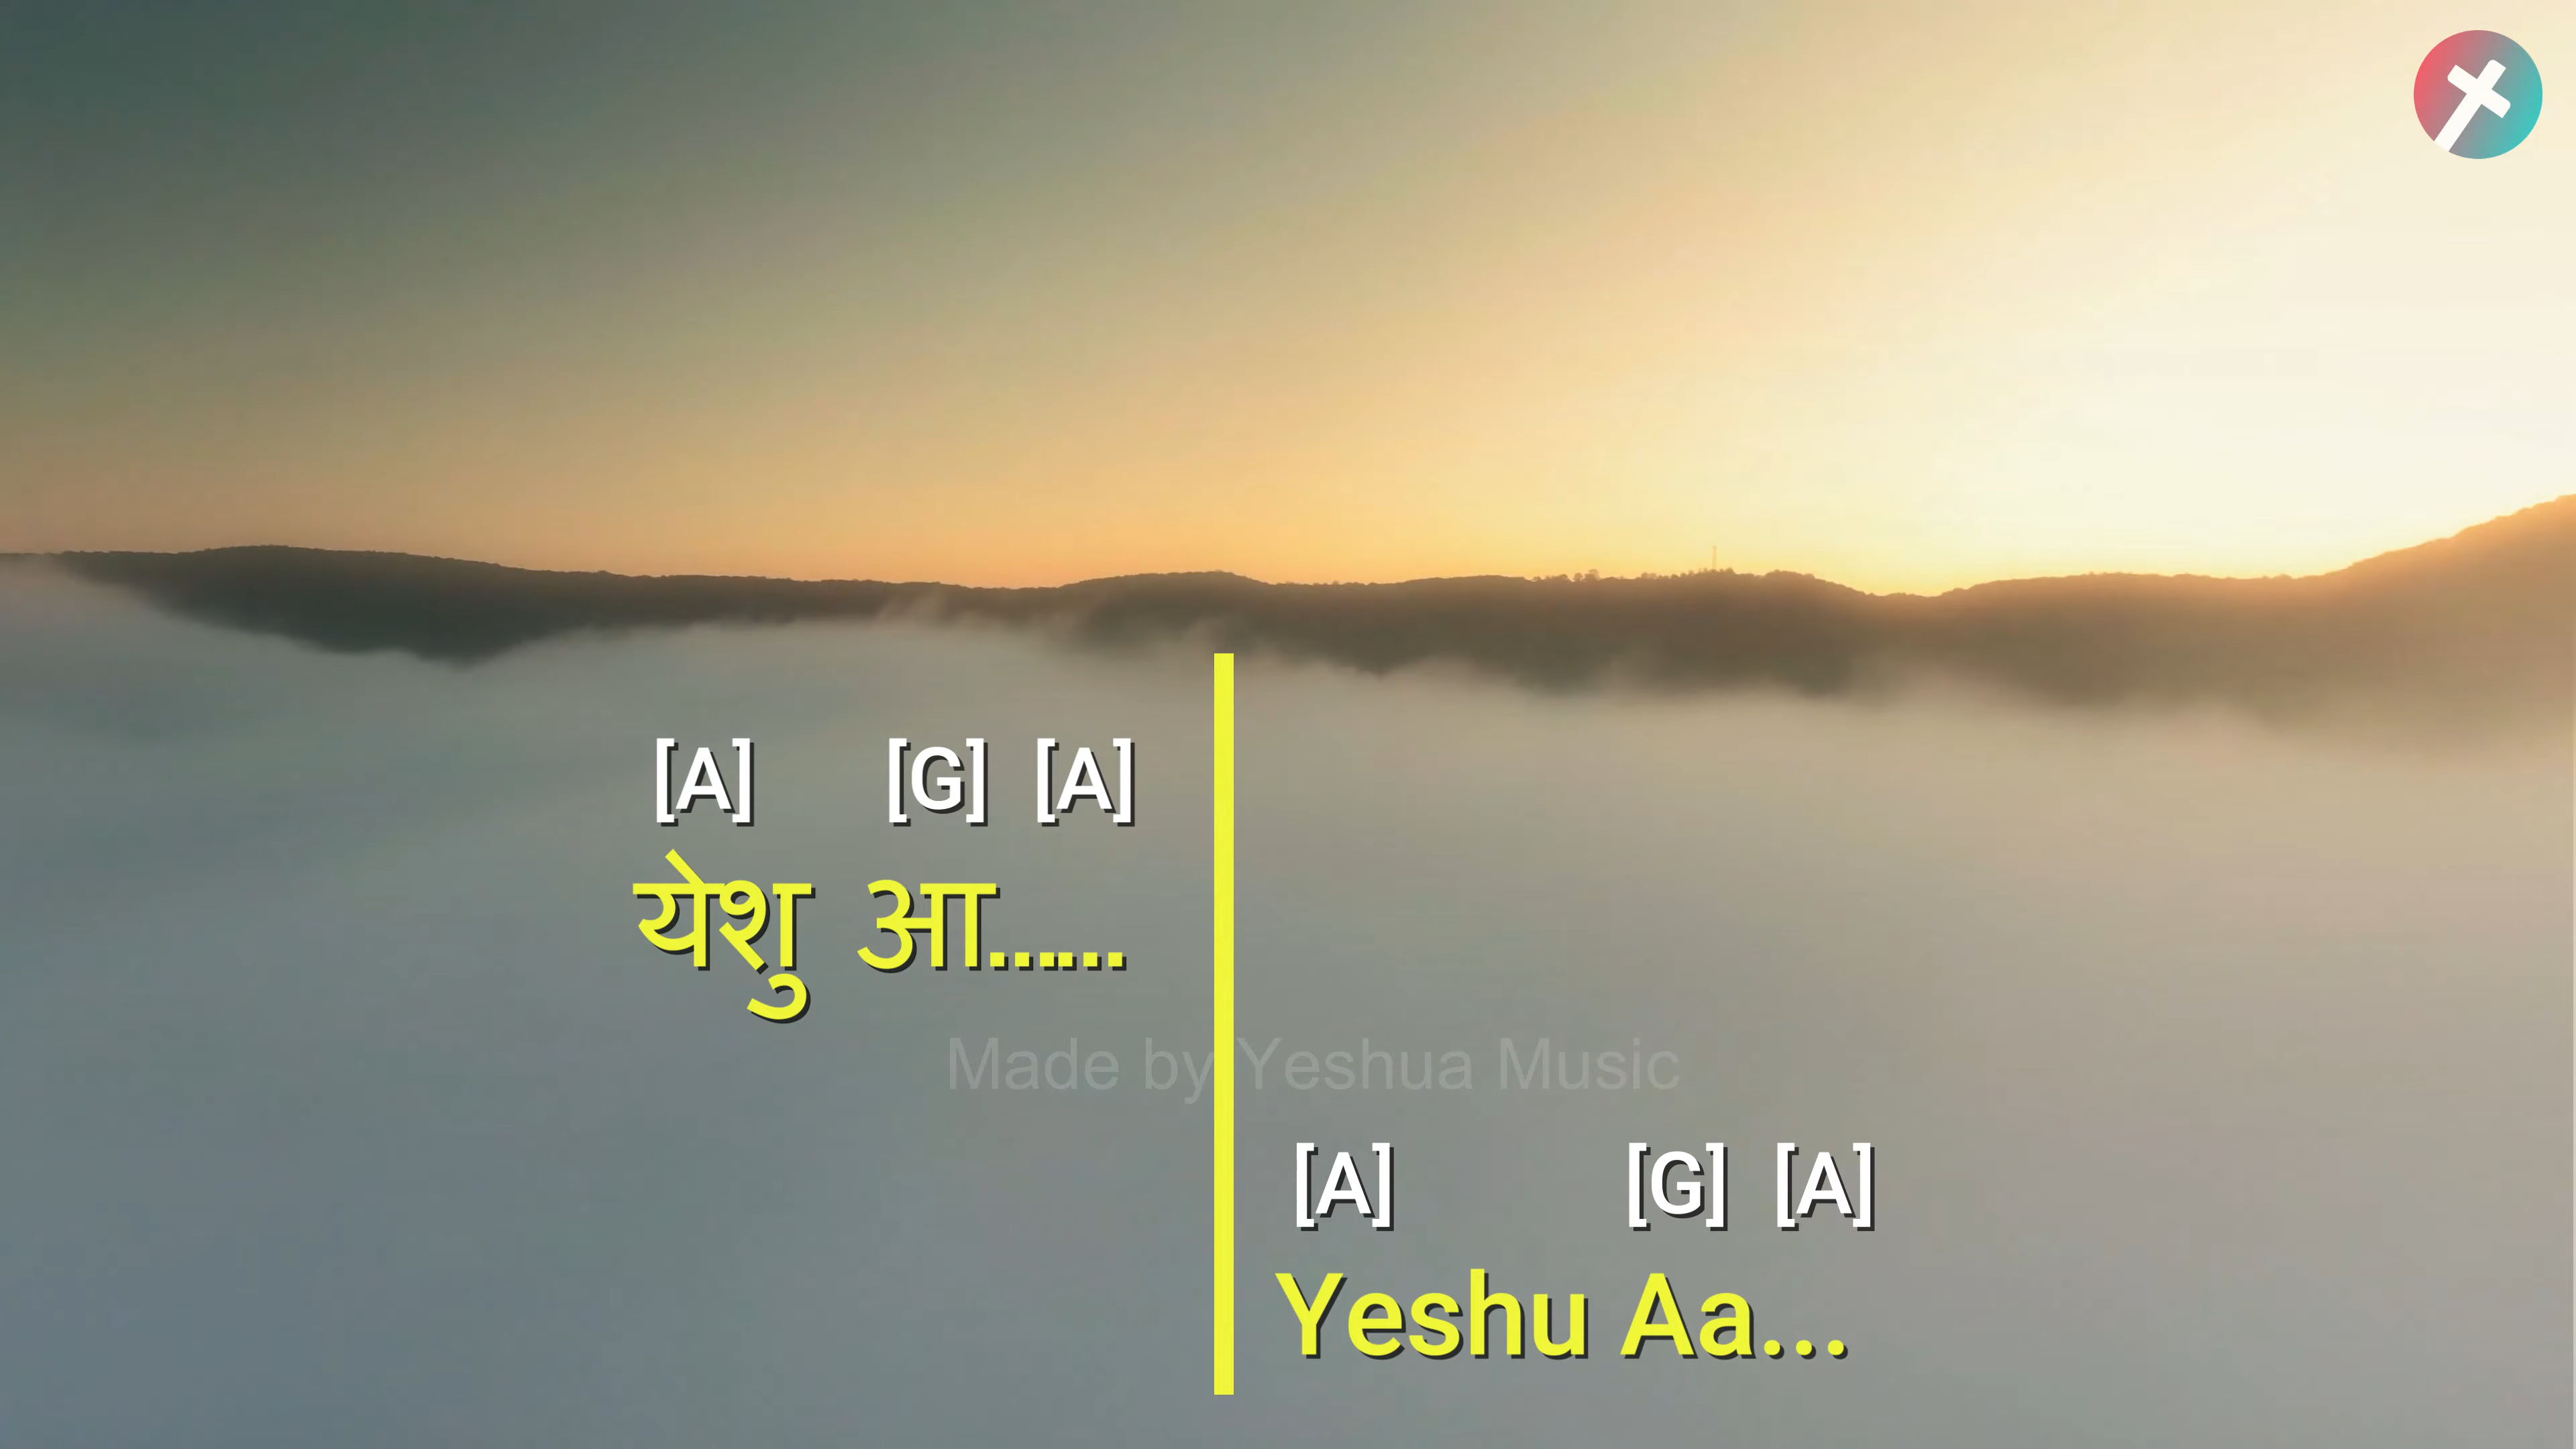 [A] [G] [A]
येशु आ......
Made by Yeshua Music
[A] [G] [A]
Yeshu Aa...